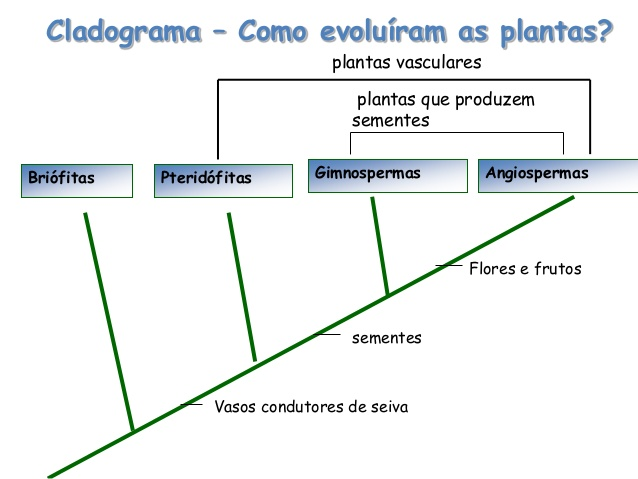 Cladograma – Como evoluíram as plantas?
plantas vasculares
plantas que produzem
sementes
Briófitas
Pteridófitas
Gimnospermas
Angiospermas
Flores e frutos
sementes
Vasos condutores de seiva